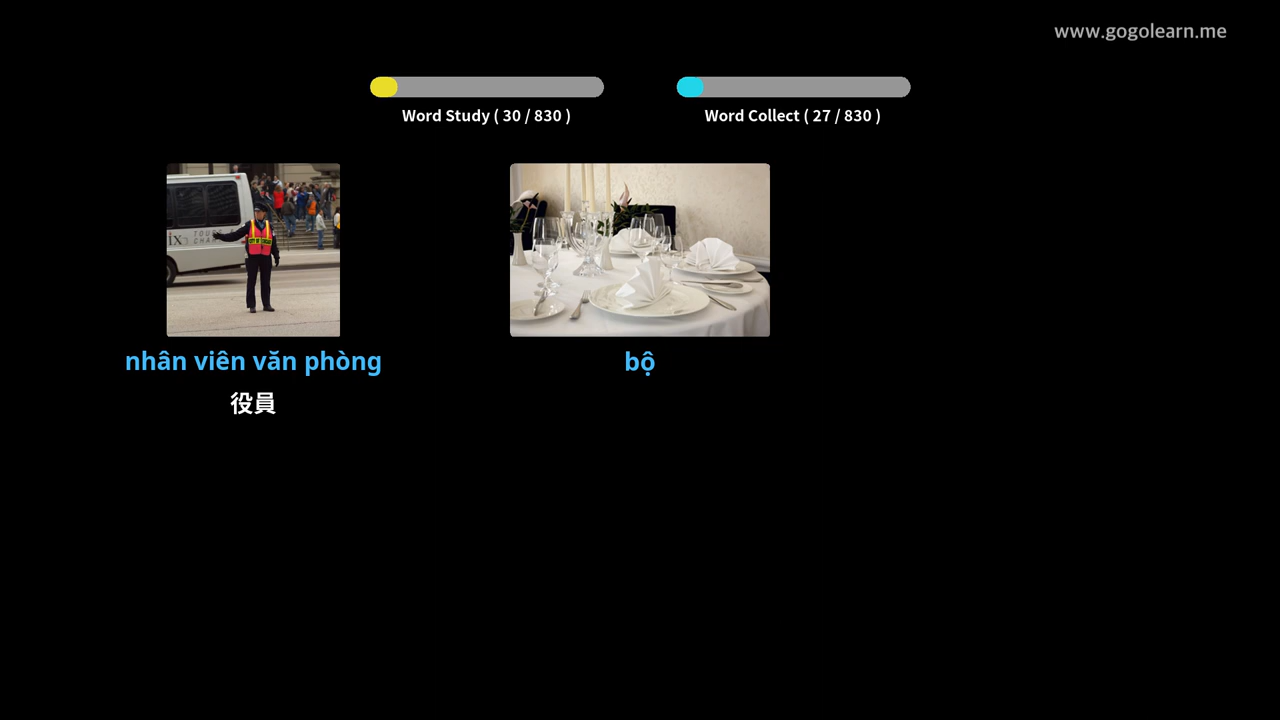 www.gogolearn.me
Word Study ( 30 / 830 )
Word Collect ( 27 / 830 )
nhân viên văn phòng
bộ
役員